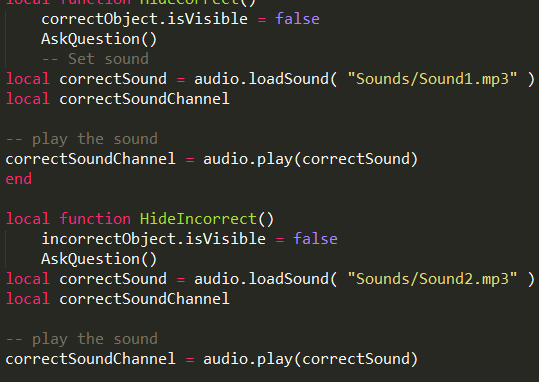 local function HideCorrect()
    correctObject.isVisible = false
    AskQuestion()
    -- Set sound
local correctSound = audio.loadSound( "Sounds/Sound1.mp3" )
local correctSoundChannel

-- play the sound
correctSoundChannel = audio.play(correctSound)
end

local function HideIncorrect()
    incorrectObject.isVisible = false
    AskQuestion()
local correctSound = audio.loadSound( "Sounds/Sound2.mp3" )
local correctSoundChannel

-- play the sound
correctSoundChannel = audio.play(correctSound)